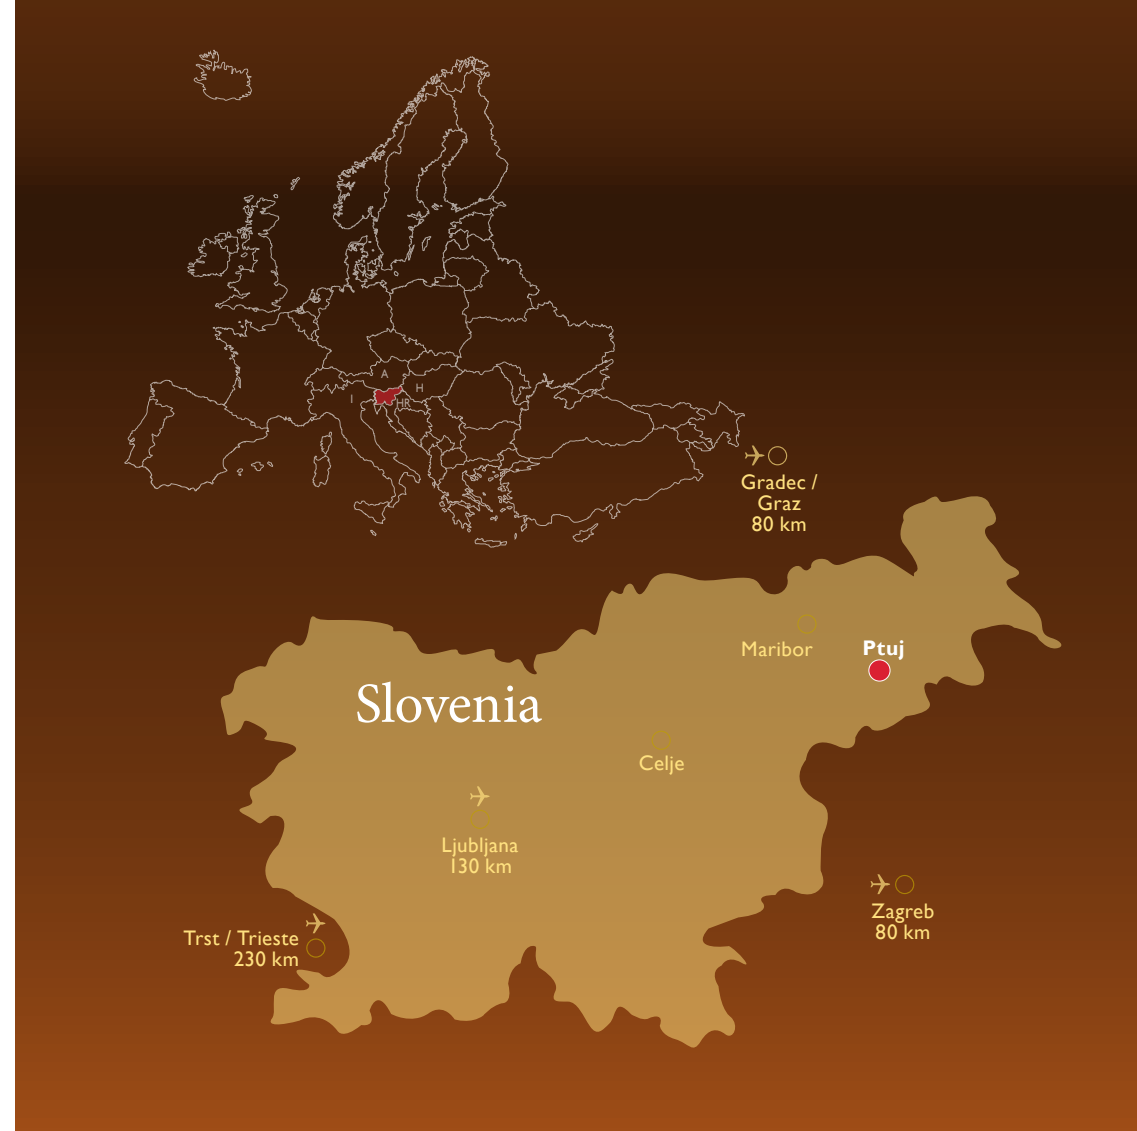 A
H
I
HR
Gradec /
Graz
80 km
Maribor
Ptuj
Slovenia
Celje
Ljubljana
130 km
Zagreb
80 km
Trst / Trieste
230 km